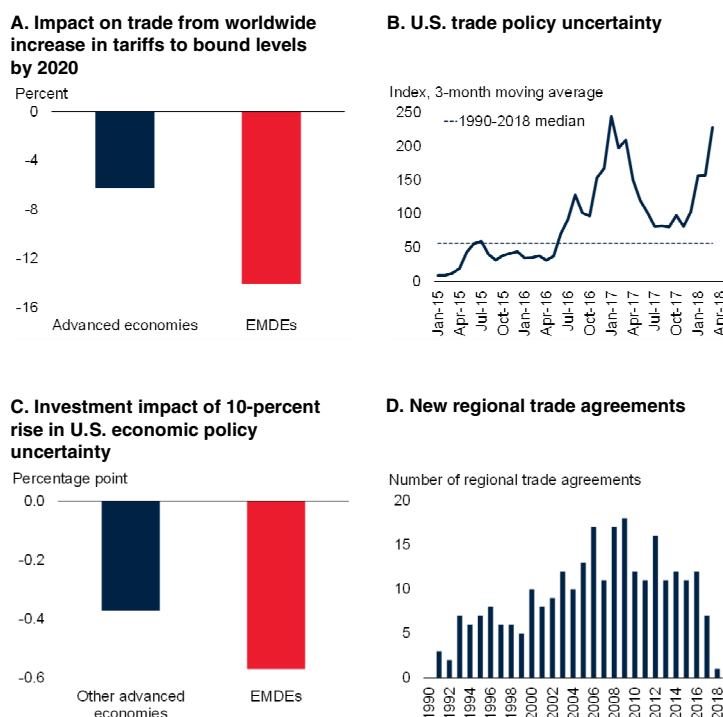 A. Impact on trade from worldwide
increase in tariffs to bound levels
by 2020
Percent
0
-4
-8
-12
-16
Advanced economies
EMDEs
B. U.S. trade policy uncertainty
Index, 3-month moving average
250
1990-2018 median
200
150
100
50
0
Jan-15
Apr-15
Jul-15
Oct-15
Jan-16
Apr-16
Jul-16
Oct-16
Jan-17
Apr-17
Jul-17
Oct-17
Jan-18
Apr-18
C. Investment impact of 10-percent
rise in U.S. economic policy
uncertainty
Percentage point
0.0
-0.2
-0.4
-0.6
Other advanced
economies
EMDEs
D. New regional trade agreements
Number of regional trade agreements
20
15
10
5
0
1990
1992
1994
1996
1998
2000
2002
2004
2006
2008
2010
2012
2014
2016
2018